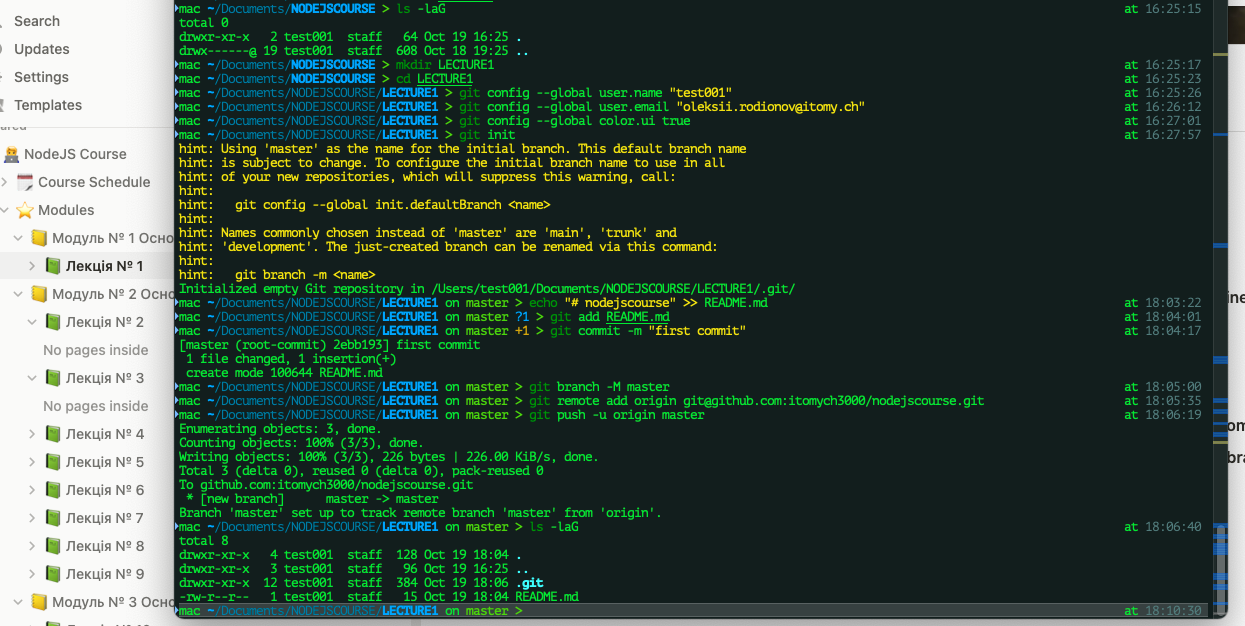 Search
Updates
Settings
Templates
NodeJS Course
Course Schedule
Modules
Модуль № 1 Осно
Лекція № 1
Модуль № 2 Осно
Лекція № 2
No pages inside
Лекція № 3
No pages inside
Лекція № 4
Лекція № 5
Лекція № 6
Лекція № 7
Лекція № 8
Лекція № 9
Модуль № 3 Осно
mac ~/Documents/NODEJSCOURSE > ls -laG at 16:25:15
total 0
drwxr-xr-x   2 test001  staff   64 Oct 19 16:25 .
drwx------@ 19 test001  staff  608 Oct 18 19:25 ..
mac ~/Documents/NODEJSCOURSE > mkdir LECTURE1 at 16:25:17
mac ~/Documents/NODEJSCOURSE > cd LECTURE1 at 16:25:23
mac ~/Documents/NODEJSCOURSE/LECTURE1 > git config --global user.name "test001" at 16:25:26
mac ~/Documents/NODEJSCOURSE/LECTURE1 > git config --global user.email "oleksii.rodionov@itomy.ch" at 16:26:12
mac ~/Documents/NODEJSCOURSE/LECTURE1 > git config --global color.ui true at 16:27:01
mac ~/Documents/NODEJSCOURSE/LECTURE1 > git init at 16:27:57
hint: Using 'master' as the name for the initial branch. This default branch name
hint: is subject to change. To configure the initial branch name to use in all
hint: of your new repositories, which will suppress this warning, call:
hint:
hint:   git config --global init.defaultBranch <name>
hint:
hint: Names commonly chosen instead of 'master' are 'main', 'trunk' and
hint: 'development'. The just-created branch can be renamed via this command:
hint:
hint:   git branch -m <name>
Initialized empty Git repository in /Users/test001/Documents/NODEJSCOURSE/LECTURE1/.git/
mac ~/Documents/NODEJSCOURSE/LECTURE1 on master > echo "# nodejscourse" >> README.md at 18:03:22
mac ~/Documents/NODEJSCOURSE/LECTURE1 on master ?1 > git add README.md at 18:04:01
mac ~/Documents/NODEJSCOURSE/LECTURE1 on master +1 > git commit -m "first commit" at 18:04:17
[master (root-commit) 2ebb193] first commit
 1 file changed, 1 insertion(+)
 create mode 100644 README.md
mac ~/Documents/NODEJSCOURSE/LECTURE1 on master > git branch -M master at 18:05:00
mac ~/Documents/NODEJSCOURSE/LECTURE1 on master > git remote add origin git@github.com:itomych3000/nodejscourse.git at 18:05:35
mac ~/Documents/NODEJSCOURSE/LECTURE1 on master > git push -u origin master at 18:06:19
Enumerating objects: 3, done.
Counting objects: 100% (3/3), done.
Writing objects: 100% (3/3), 226 bytes | 226.00 KiB/s, done.
Total 3 (delta 0), reused 0 (delta 0), pack-reused 0
To github.com:itomych3000/nodejscourse.git
 * [new branch]      master -> master
Branch 'master' set up to track remote branch 'master' from 'origin'.
mac ~/Documents/NODEJSCOURSE/LECTURE1 on master > ls -laG at 18:06:40
total 8
drwxr-xr-x   4 test001  staff  128 Oct 19 18:04 .
drwxr-xr-x   3 test001  staff   96 Oct 19 16:25 ..
drwxr-xr-x  12 test001  staff  384 Oct 19 18:06 .git
-rw-r--r--   1 test001  staff   15 Oct 19 18:04 README.md
mac ~/Documents/NODEJSCOURSE/LECTURE1 on master > at 18:10:30